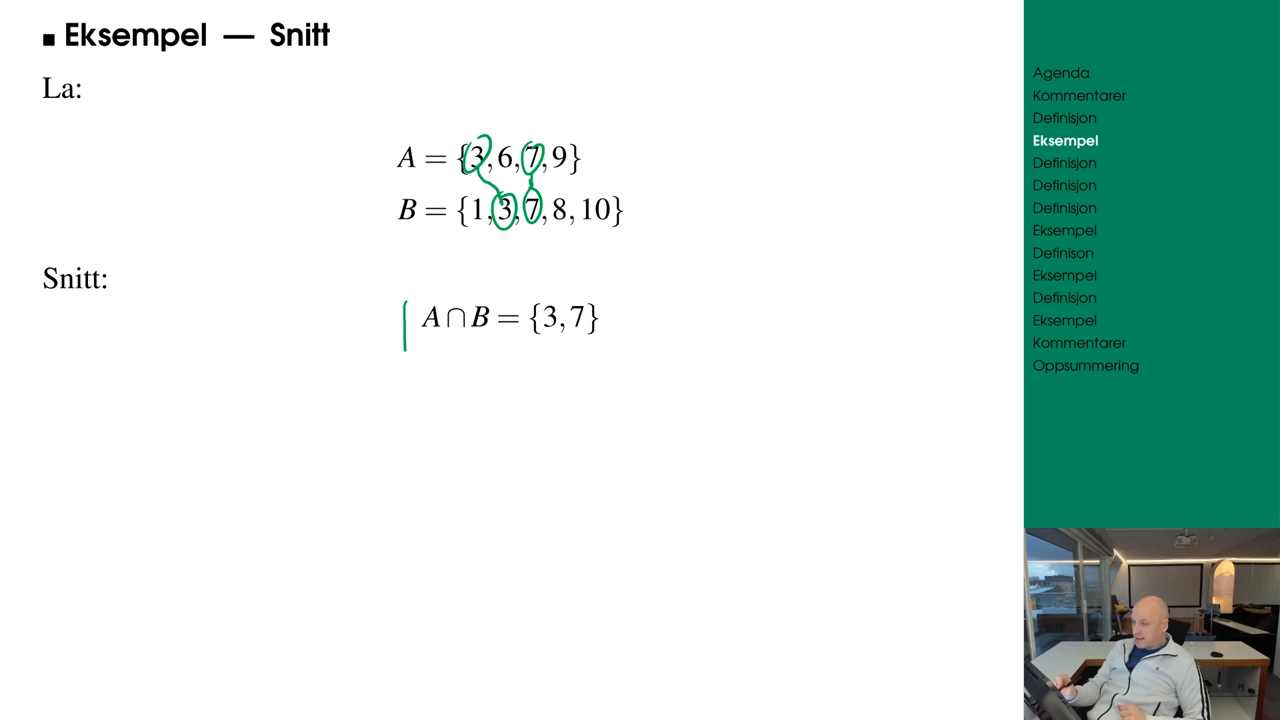 Eksempel — Snitt
La:
A = {3, 6, 7, 9}
B = {1, 3, 7, 8, 10}
Snitt:
A ∩ B = {3, 7}
Agenda
Kommentarer
Definisjon
Eksempel
Definisjon
Definisjon
Definisjon
Eksempel
Definison
Eksempel
Definisjon
Eksempel
Kommentarer
Oppsummering